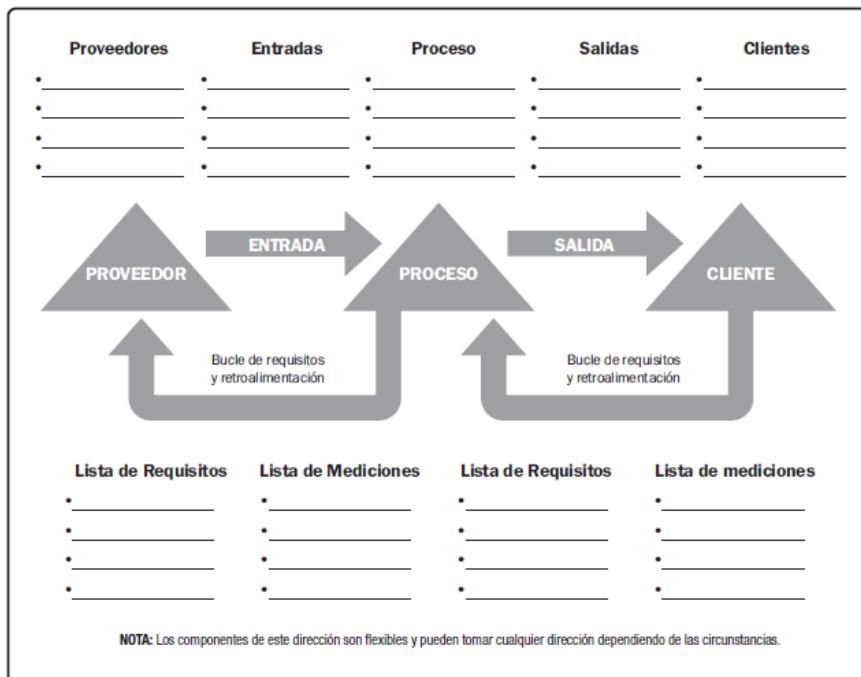 Proveedores Entradas Proceso Salidas Clientes
•
•
•
•
ENTRADA SALIDA
PROVEEDOR PROCESO CLIENTE
Bucle de requisitos
y retroalimentación
Bucle de requisitos
y retroalimentación
Lista de Requisitos Lista de Mediciones Lista de Requisitos Lista de mediciones
•
•
•
•
NOTA: Los componentes de este dirección son flexibles y pueden tomar cualquier dirección dependiendo de las circunstancias.